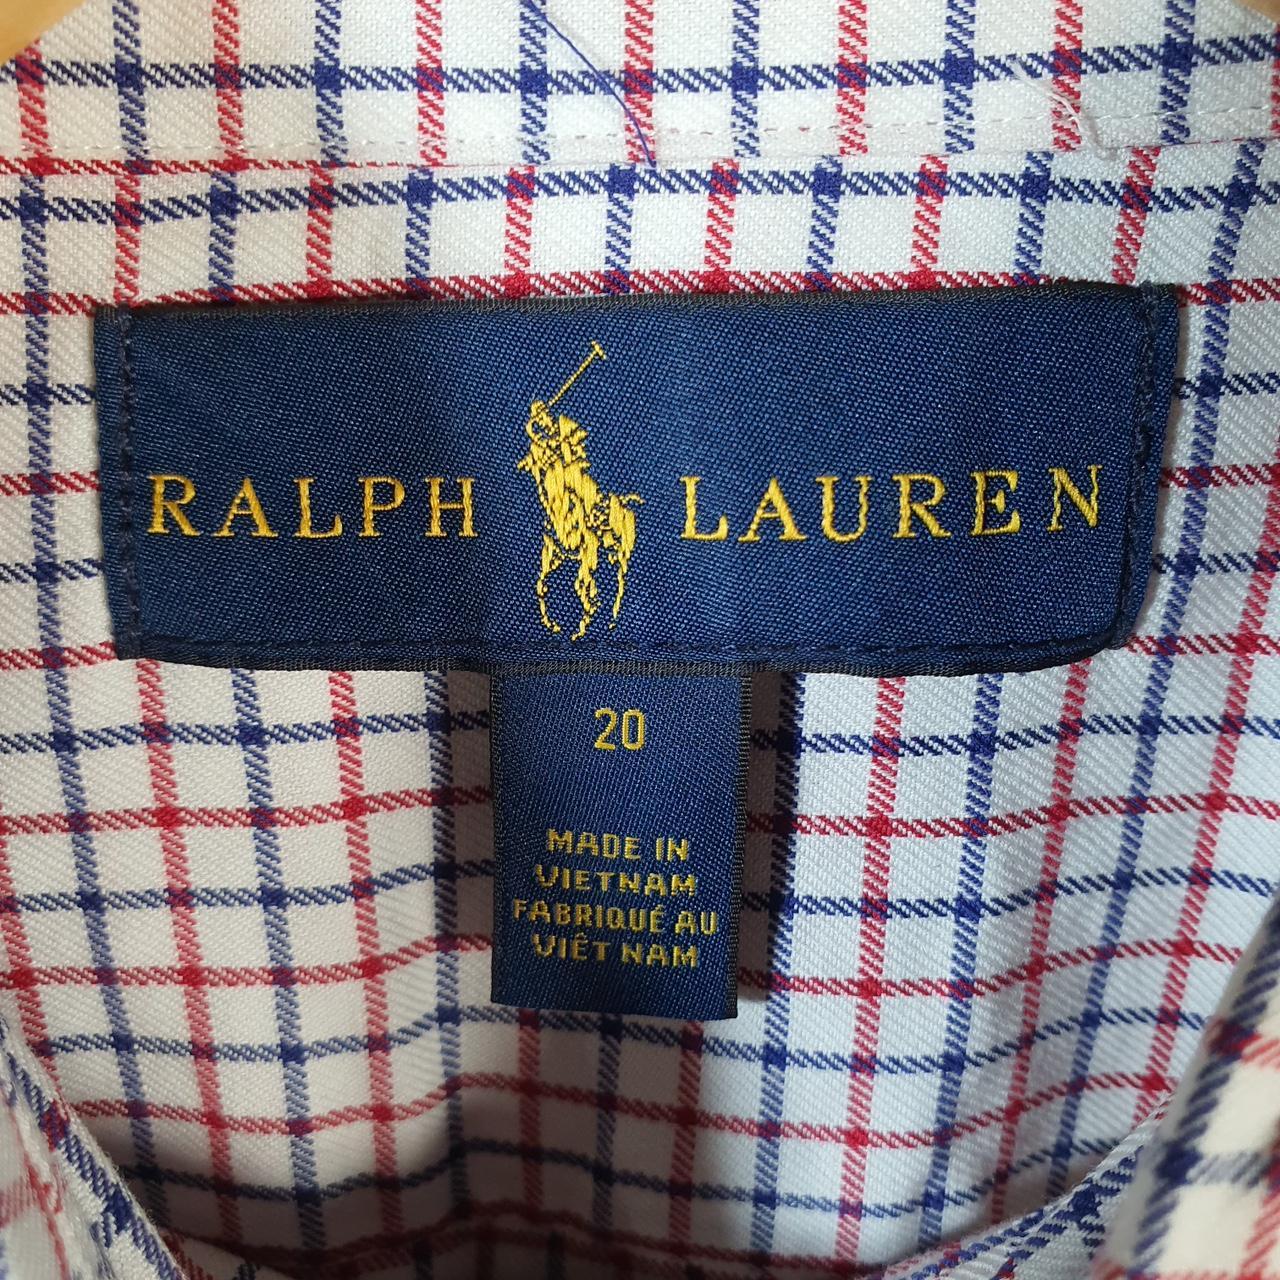 RALPH LAUREN
20
MADE IN
VIETNAM
FABRIQUÉ AU
VIÊT NAM